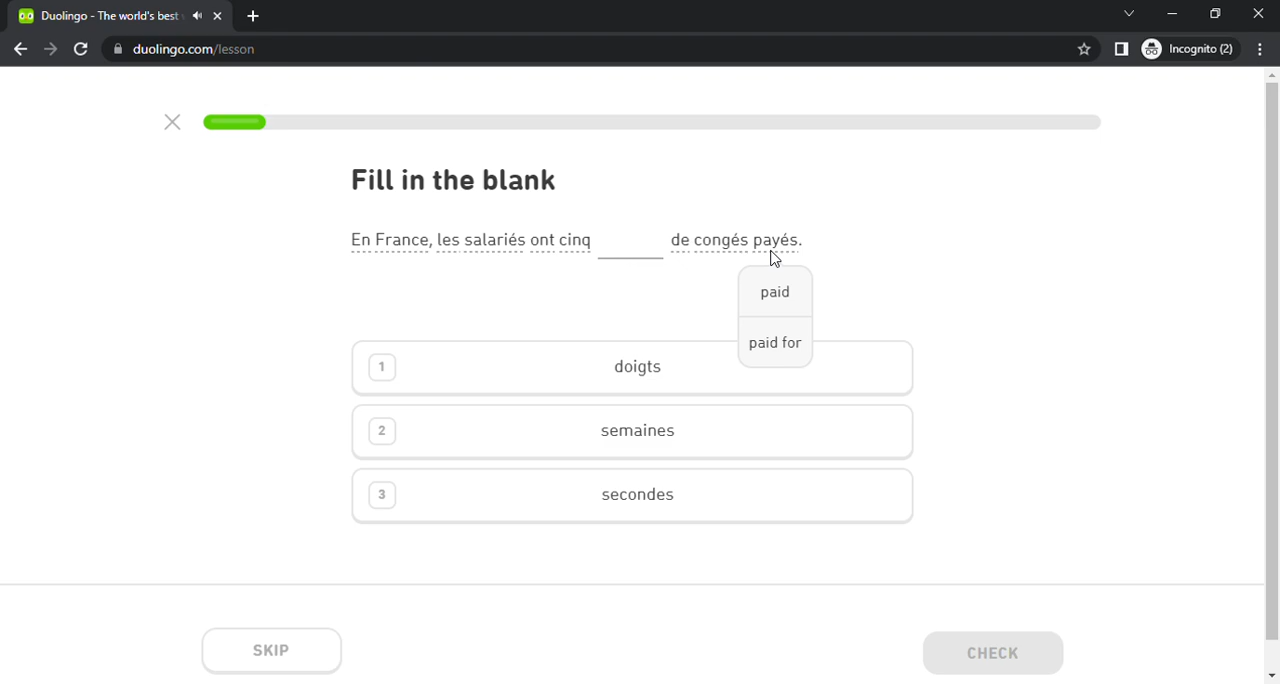 Duolingo - The world's best
duolingo.com/lesson
Incognito (2)
Fill in the blank
En France, les salariés ont cinq de congés payés.
paid
paid for
1 doigts
2 semaines
3 secondes
SKIP
CHECK